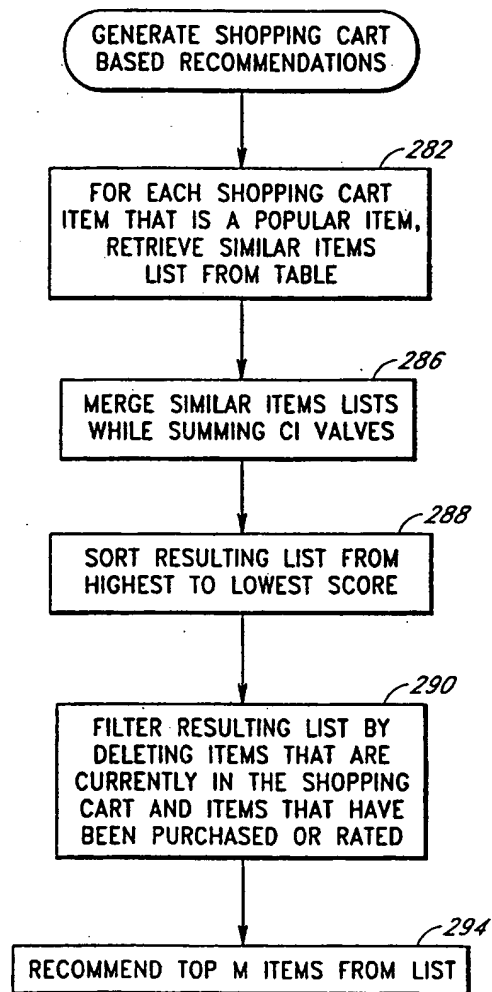 GENERATE SHOPPING CART
BASED RECOMMENDATIONS
282
FOR EACH SHOPPING CART
ITEM THAT IS A POPULAR ITEM,
RETRIEVE SIMILAR ITEMS
LIST FROM TABLE
286
MERGE SIMILAR ITEMS LISTS
WHILE SUMMING CI VALVES
288
SORT RESULTING LIST FROM
HIGHEST TO LOWEST SCORE
290
FILTER RESULTING LIST BY
DELETING ITEMS THAT ARE
CURRENTLY IN THE SHOPPING
CART AND ITEMS THAT HAVE
BEEN PURCHASED OR RATED
294
RECOMMEND TOP M ITEMS FROM LIST